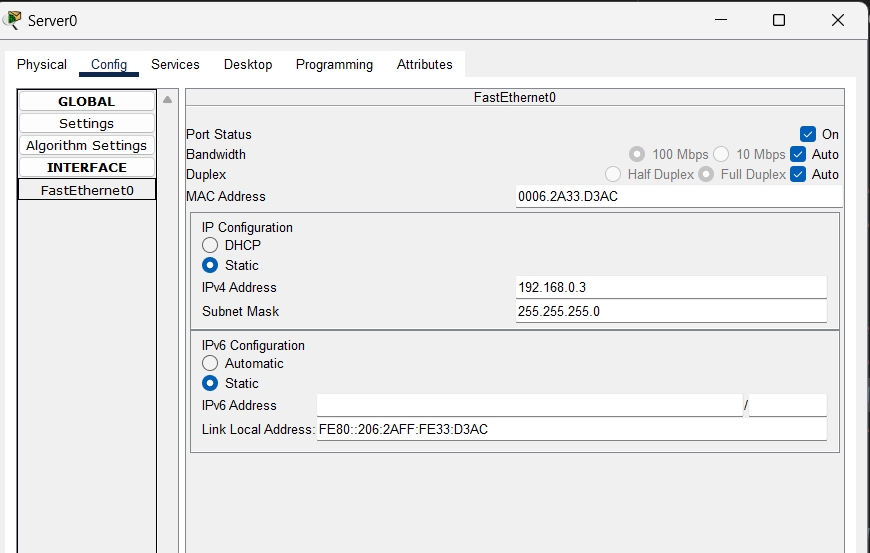 Server0
Physical Config Services Desktop Programming Attributes
GLOBAL
Settings
Algorithm Settings
INTERFACE
FastEthernet0
FastEthernet0
Port Status On
Bandwidth 100 Mbps 10 Mbps Auto
Duplex Half Duplex Full Duplex Auto
MAC Address 0006.2A33.D3AC
IP Configuration
DHCP
Static
IPv4 Address 192.168.0.3
Subnet Mask 255.255.255.0
IPv6 Configuration
Automatic
Static
IPv6 Address /
Link Local Address: FE80::206:2AFF:FE33:D3AC